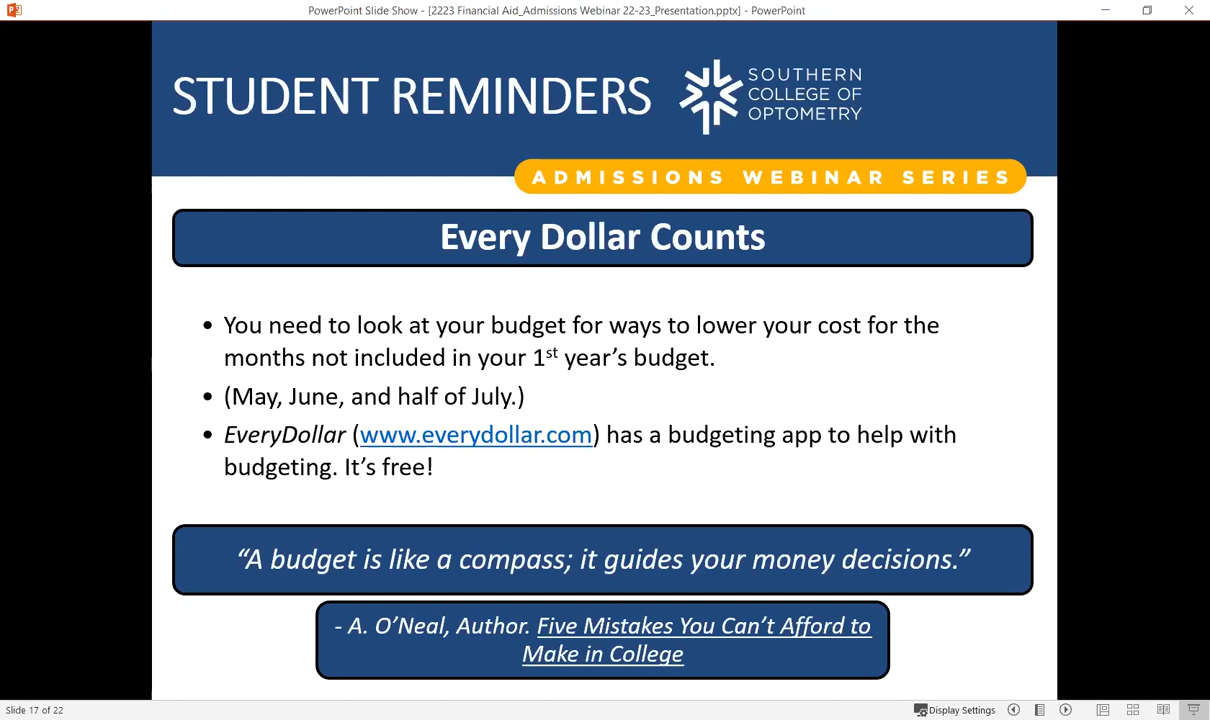 PowerPoint Slide Show - [2223 Financial Aid_Admissions Webinar 22-23_Presentation.pptx] - PowerPoint
STUDENT REMINDERS
SOUTHERN
COLLEGE OF
OPTOMETRY
ADMISSIONS WEBINAR SERIES
Every Dollar Counts
• You need to look at your budget for ways to lower your cost for the
months not included in your 1st year's budget.
• (May, June, and half of July.)
• EveryDollar (www.everydollar.com) has a budgeting app to help with
budgeting. It's free!
"A budget is like a compass; it guides your money decisions."
- A. O'Neal, Author. Five Mistakes You Can't Afford to
Make in College
Slide 17 of 22
Display Settings